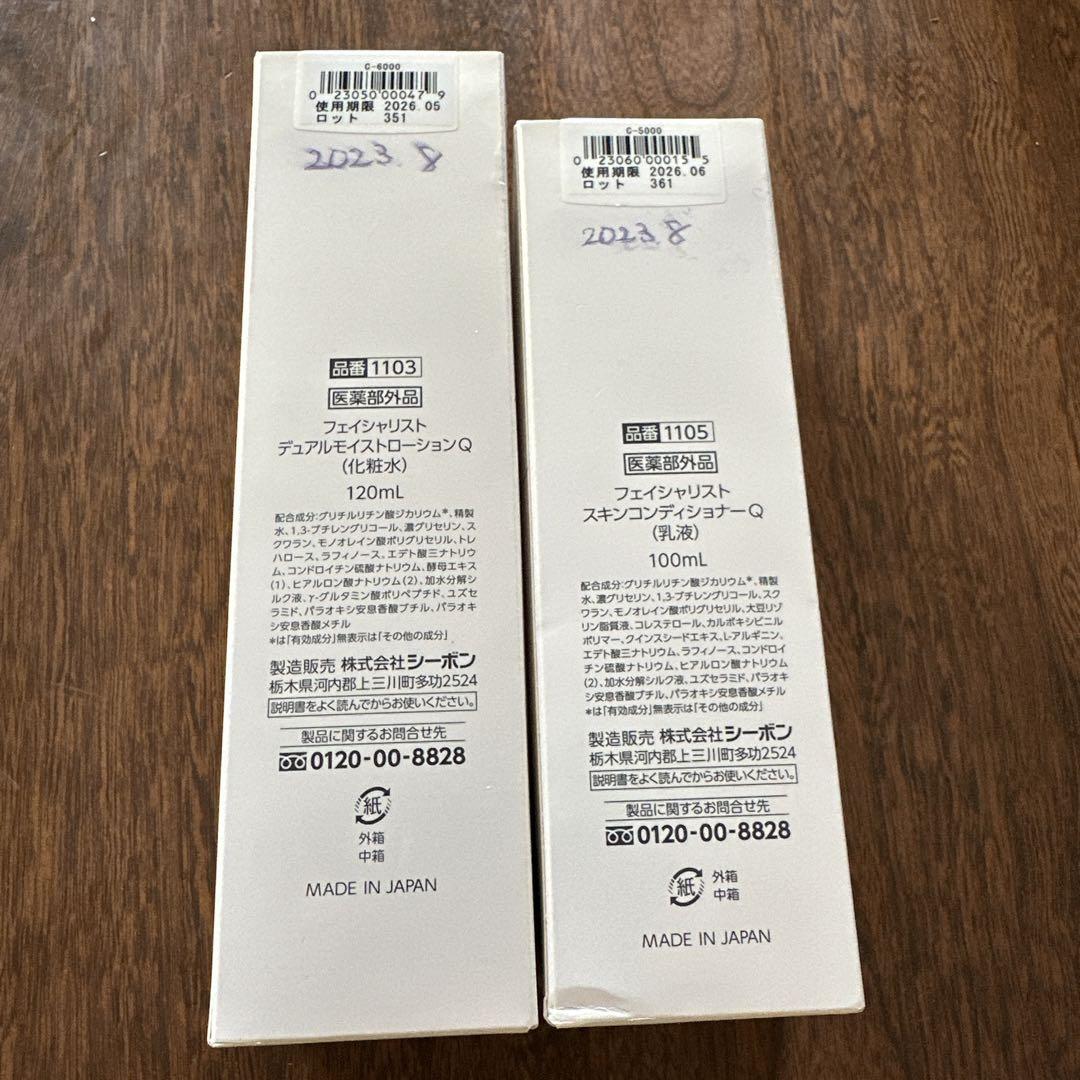 C-6000
0 23050 00047 9
使用期限 2026.05
ロット 351
2023.8
品番 1103
医薬部外品
フェイシャリスト
デュアルモイストローションQ
(化粧水)
120mL
配合成分:グリチルリチン酸ジカリウム*、精製
水、1,3-ブチレングリコール、濃グリセリン、ス
クワラン、モノオレイン酸ポリグリセリル、トレ
ハロース、ラフィノース、エデト酸三ナトリウ
ム、コンドロイチン硫酸ナトリウム、酵母エキス
(1)、ヒアルロン酸ナトリウム(2)、加水分解シ
ルク液、γ-グルタミン酸ポリペプチド、ユズセ
ラミド、パラオキシ安息香酸ブチル、パラオキ
シ安息香酸メチル
*は「有効成分」無表示は「その他の成分」
製造販売 株式会社シーボン
栃木県河内郡上三川町多功2524
説明書をよく読んでからお使いください。
製品に関するお問合せ先
0120-00-8828
紙
外箱
中箱
MADE IN JAPAN
C-5000
0 23060 00015 5
使用期限 2026.06
ロット 361
2023 8
品番 1105
医薬部外品
フェイシャリスト
スキンコンディショナーQ
(乳液)
100mL
配合成分:グリチルリチン酸ジカリウム*、精製
水、濃グリセリン、1,3-ブチレングリコール、スク
ワラン、モノオレイン酸ポリグリセリル、大豆リゾ
リン脂質液、コレステロール、カルボキシビニル
ポリマー、クインスシードエキス、L-アルギニン、
エデト酸三ナトリウム、ラフィノース、コンドロイ
チン硫酸ナトリウム、ヒアルロン酸ナトリウム
(2)、加水分解シルク液、ユズセラミド、パラオキ
シ安息香酸ブチル、パラオキシ安息香酸メチル
*は「有効成分」無表示は「その他の成分」
製造販売 株式会社シーボン
栃木県河内郡上三川町多功2524
説明書をよく読んでからお使いください。
製品に関するお問合せ先
0120-00-8828
紙
外箱
中箱
MADE IN JAPAN